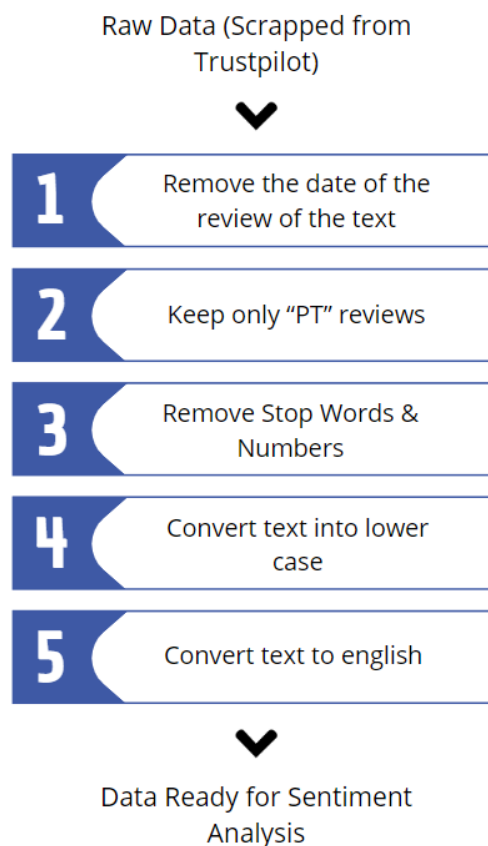 Raw Data (Scrapped from
Trustpilot)
1
Remove the date of the
review of the text
2
Keep only “PT” reviews
3
Remove Stop Words &
Numbers
4
Convert text into lower
case
5
Convert text to english
Data Ready for Sentiment
Analysis